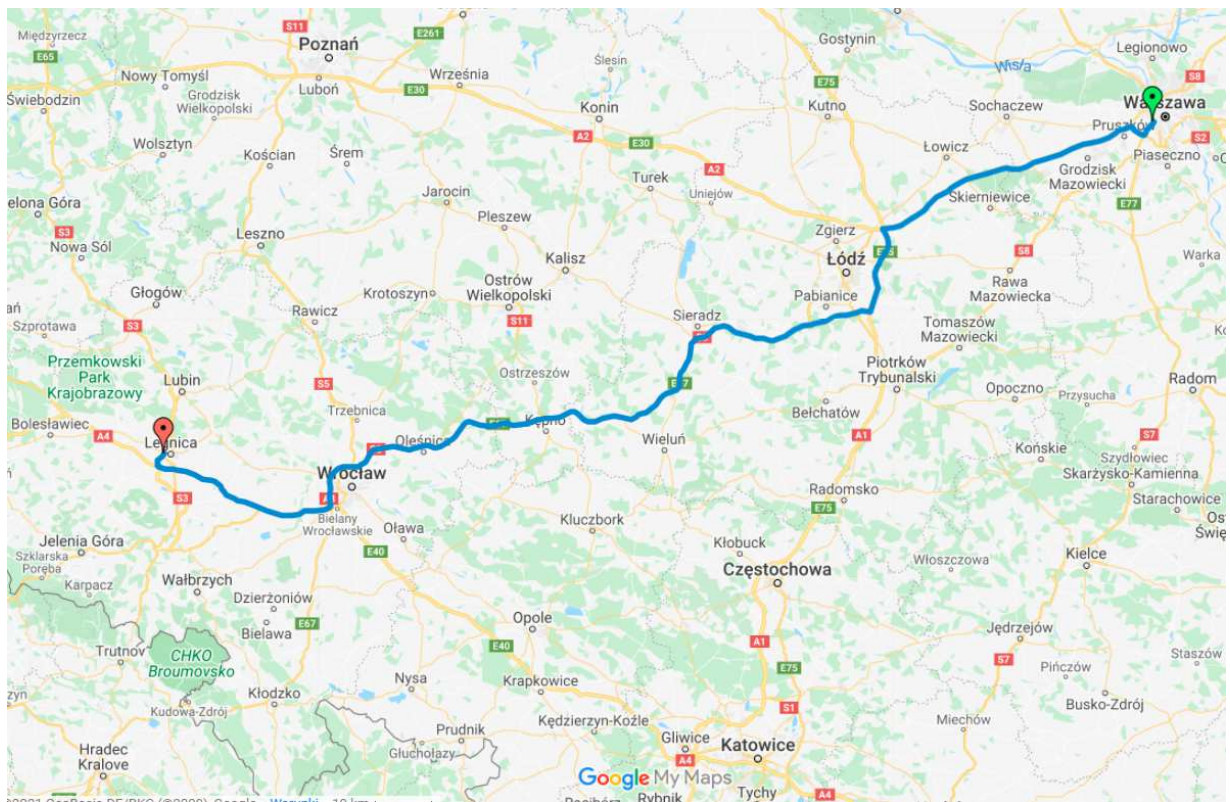 Międzyrzecz
S11
E261
Gostynin
Legionowo
E65
Poznań
Nowy Tomyśl
Luboń
Września
Ślesin
E75
Wisła
S8
Świebodzin
Grodzisk
Wielkopolski
E30
Konin
Kutno
Sochaczew
Warszawa
Pruszków
A2
E30
S2
Wolsztyn
Kościan
Śrem
Łowicz
Piaseczno
A2
Grodzisk
Mazowiecki
Turek
Uniejów
Jarocin
Skierniewice
E77
S3
Pleszew
Zgierz
Leszno
Nowa Sól
Kalisz
Łódź
S8
Warka
Ostrów
Wielkopolski
Rawa
Mazowiecka
Głogów
Krotoszyn
Pabianice
S3
Rawicz
S11
Sieradz
Szprotawa
Tomaszów
Mazowiecki
Przemkowski
Park
Krajobrazowy
Piotrków
Trybunalski
Lubin
S5
Ostrzeszów
Radom
Opoczno
Przysucha
Trzebnica
Bełchatów
Bolesławiec
A4
Legnica
Oleśnica
Kępno
Wieluń
A1
S7
Końskie
Szydłowiec
Skarżysko-Kamienna
Wrocław
S3
Radomsko
Starachowice
Bielany
Wrocławskie
E75
Kluczbork
Oława
Jelenia Góra
E40
Kłobuck
Włoszczowa
Kielce
Szklarska
Poręba
Karpacz
Wałbrzych
Częstochowa
Dzierżoniów
E67
Opole
Bielawa
Jędrzejów
A1
E40
Trutnov
CHKO
Broumovsko
E75
S7
Staszów
Pińczów
Nysa
Krapkowice
Kłodzko
Busko-Zdrój
Kudowa-Zdrój
S1
Prudnik
Kędzierzyn-Koźle
Miechów
Głuchołazy
Gliwice
Katowice
Hradec
Kralove
A4
Google My Maps
Tychy
A4
Rybnik